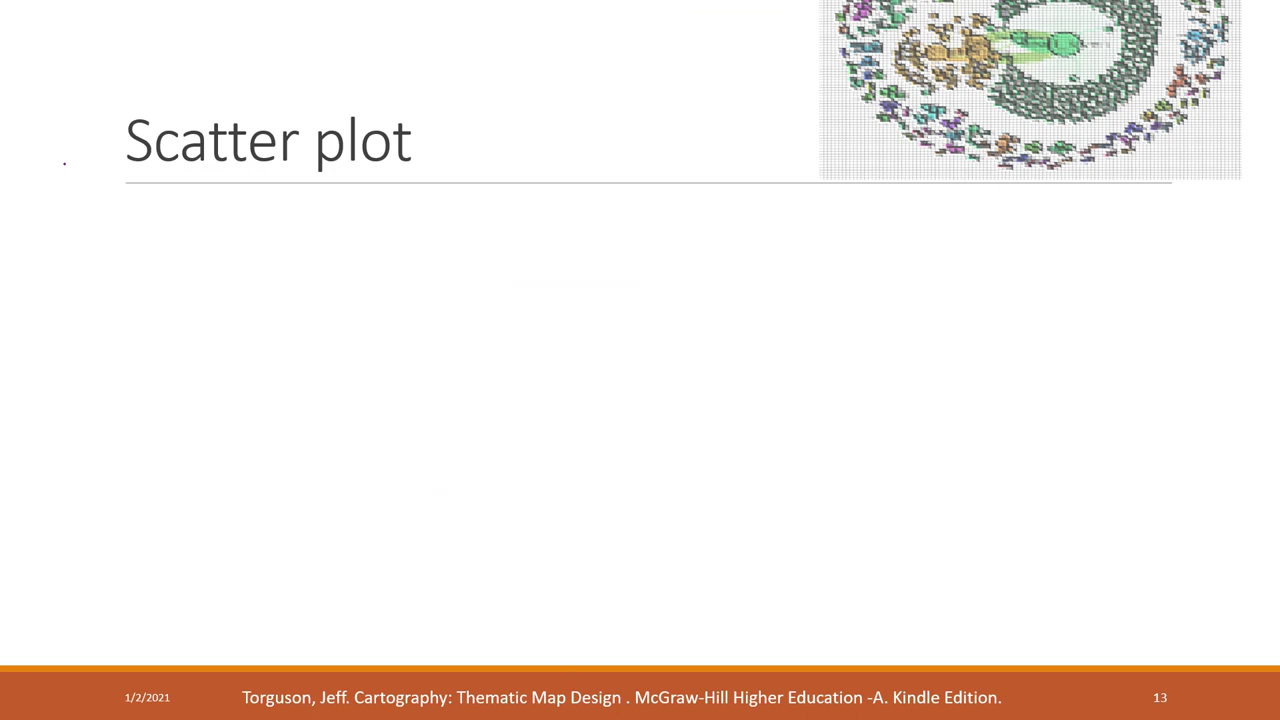 Scatter plot
1/2/2021
Torguson, Jeff. Cartography: Thematic Map Design . McGraw-Hill Higher Education -A. Kindle Edition.
13